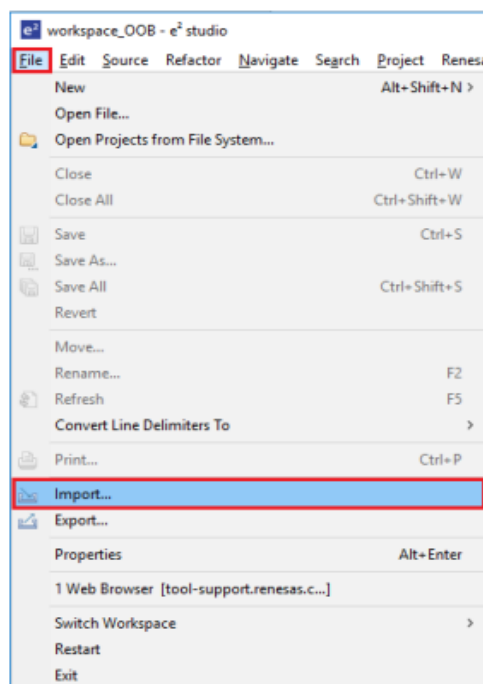 e² workspace_OOB - e² studio
File Edit Source Refactor Navigate Search Project Renesa
New Alt+Shift+N >
Open File...
Open Projects from File System...
Close Ctrl+W
Close All Ctrl+Shift+W
Save Ctrl+S
Save As...
Save All Ctrl+Shift+S
Revert
Move...
Rename... F2
Refresh F5
Convert Line Delimiters To >
Print... Ctrl+P
Import...
Export...
Properties Alt+Enter
1 Web Browser [tool-support.renesas.c...]
Switch Workspace >
Restart
Exit